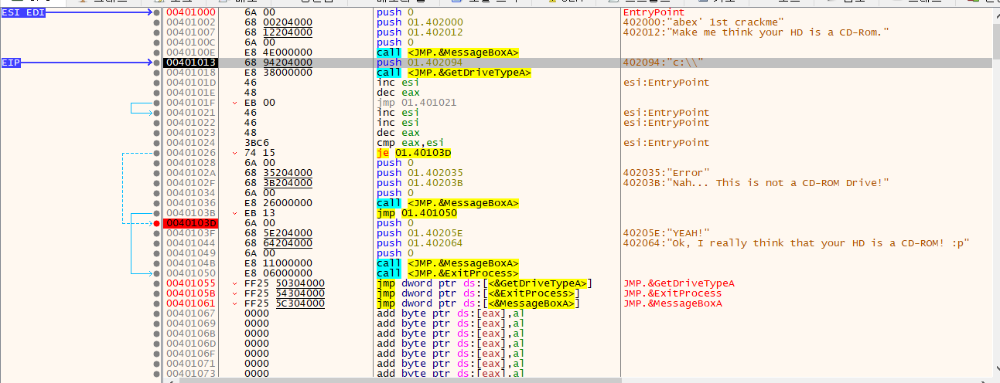 ESI EDI
EIP
00401000 6A 00 push 0 EntryPoint
00401002 68 00204000 push 01.402000 402000:"abex' 1st crackme"
00401007 68 12204000 push 01.402012 402012:"Make me think your HD is a CD-Rom."
0040100C 6A 00 push 0
0040100E E8 4E000000 call <JMP.&MessageBoxA>
00401013 68 94204000 push 01.402094 402094:"c:\\"
00401018 E8 38000000 call <JMP.&GetDriveTypeA>
0040101D 46 inc esi esi:EntryPoint
0040101E 48 dec eax
0040101F EB 00 jmp 01.401021
00401021 46 inc esi esi:EntryPoint
00401022 46 inc esi esi:EntryPoint
00401023 48 dec eax
00401024 3BC6 cmp eax,esi esi:EntryPoint
00401026 74 15 je 01.40103D
00401028 6A 00 push 0
0040102A 68 35204000 push 01.402035 402035:"Error"
0040102F 68 3B204000 push 01.40203B 40203B:"Nah... This is not a CD-ROM Drive!"
00401034 6A 00 push 0
00401036 E8 26000000 call <JMP.&MessageBoxA>
0040103B EB 13 jmp 01.401050
0040103D 6A 00 push 0
0040103F 68 5E204000 push 01.40205E 40205E:"YEAH!"
00401044 68 64204000 push 01.402064 402064:"Ok, I really think that your HD is a CD-ROM! :p"
00401049 6A 00 push 0
0040104B E8 11000000 call <JMP.&MessageBoxA>
00401050 E8 06000000 call <JMP.&ExitProcess>
00401055 FF25 50304000 jmp dword ptr ds:[<&GetDriveTypeA>] JMP.&GetDriveTypeA
0040105B FF25 54304000 jmp dword ptr ds:[<&ExitProcess>] JMP.&ExitProcess
00401061 FF25 5C304000 jmp dword ptr ds:[<&MessageBoxA>] JMP.&MessageBoxA
00401067 0000 add byte ptr ds:[eax],al
00401069 0000 add byte ptr ds:[eax],al
0040106B 0000 add byte ptr ds:[eax],al
0040106D 0000 add byte ptr ds:[eax],al
0040106F 0000 add byte ptr ds:[eax],al
00401071 0000 add byte ptr ds:[eax],al
00401073 0000 add byte ptr ds:[eax],al